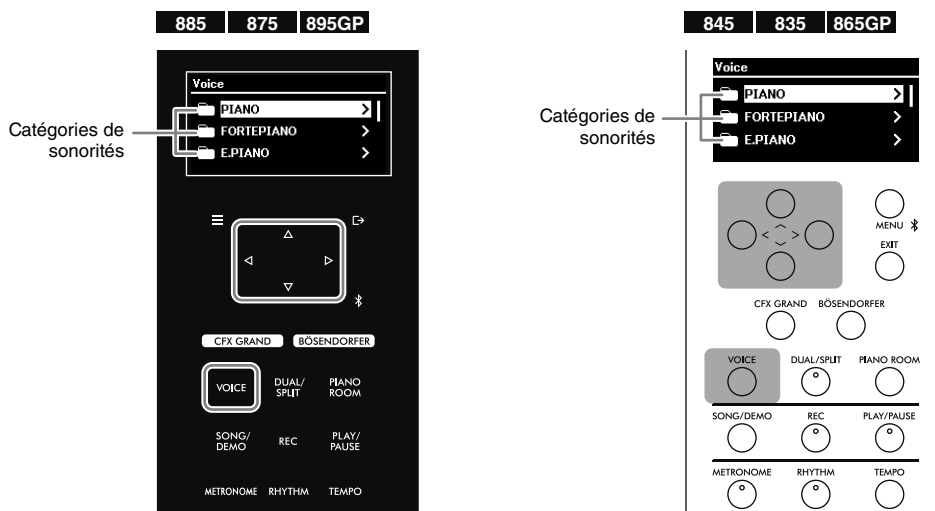 885 875 895GP
Voice
PIANO
FORTEPIANO
E.PIANO
Catégories de
sonorités
CFX GRAND BÖSENDORFER
VOICE DUAL/
SPLIT PIANO
ROOM
SONG/
DEMO REC PLAY/
PAUSE
METRONOME RHYTHM TEMPO
845 835 865GP
Voice
PIANO
FORTEPIANO
E.PIANO
Catégories de
sonorités
MENU
EXIT
CFX GRAND BÖSENDORFER
VOICE DUAL/SPLIT PIANO ROOM
SONG/DEMO REC PLAY/PAUSE
METRONOME RHYTHM TEMPO